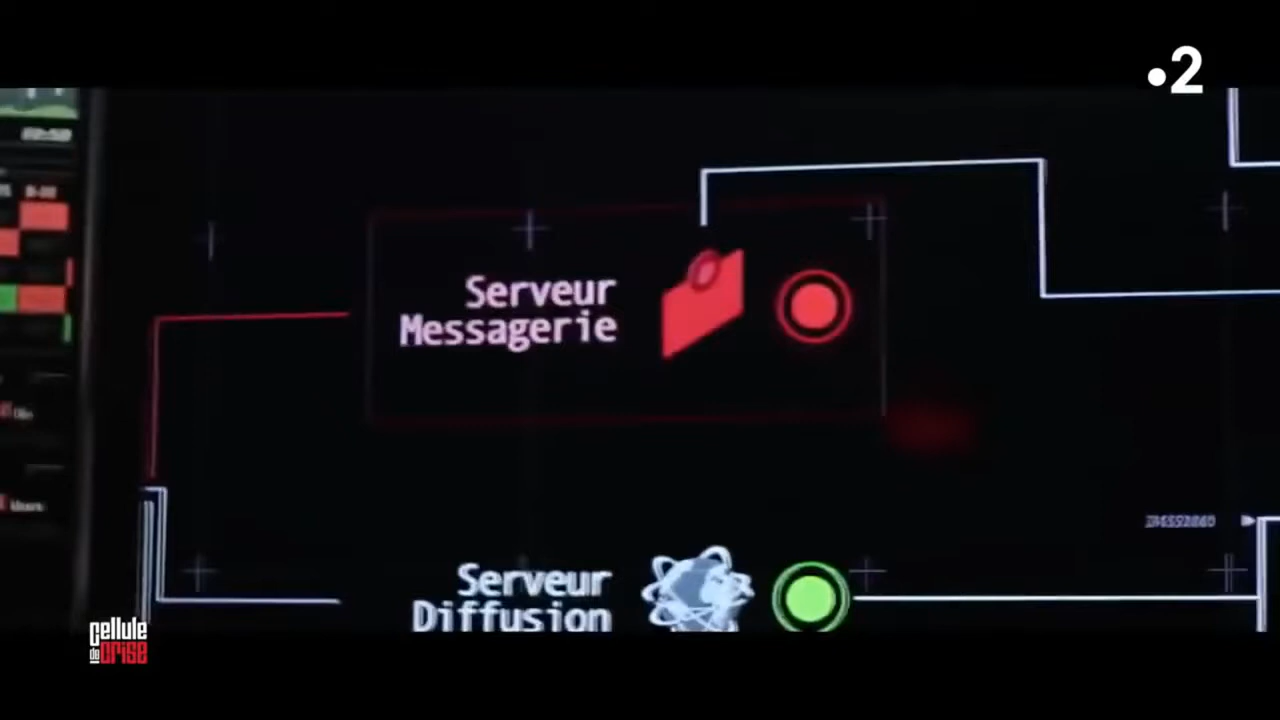 2
Serveur
Messagerie
Serveur
Diffusion
Cellule
de crise